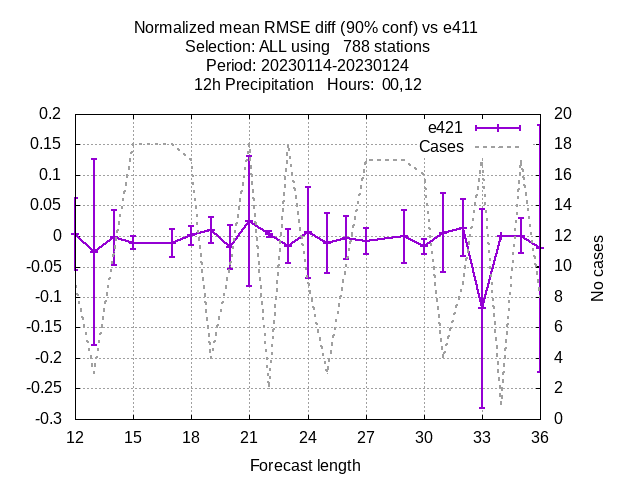 Normalized mean RMSE diff (90% conf) vs e411
Selection: ALL using   788 stations
Period: 20230114-20230124
12h Precipitation   Hours:  00,12
e421
Cases
0.2
0.15
0.1
0.05
0
-0.05
-0.1
-0.15
-0.2
-0.25
-0.3
20
18
16
14
12
10
8
6
4
2
0
No cases
12 15 18 21 24 27 30 33 36
Forecast length